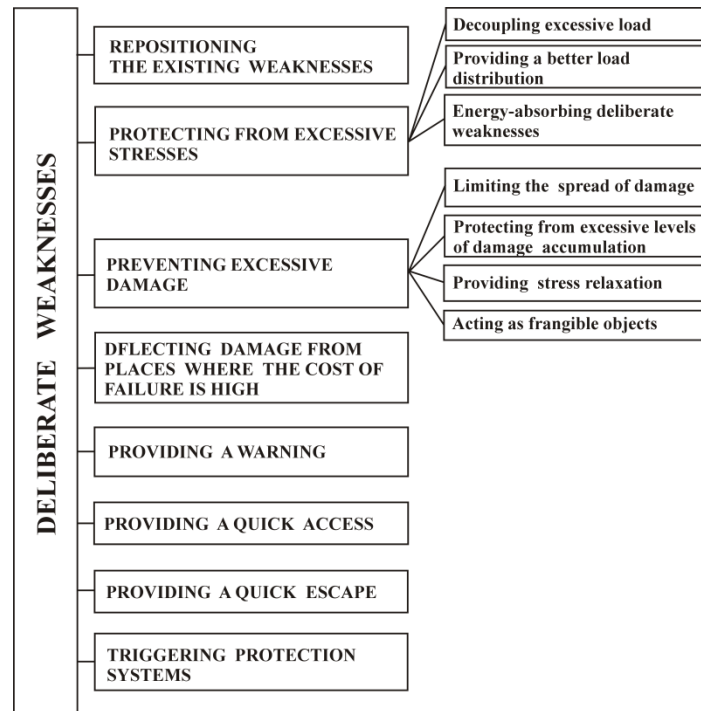 DELIBERATE WEAKNESSES
REPOSITIONING
THE EXISTING WEAKNESSES
PROTECTING FROM EXCESSIVE
STRESSES
Decoupling excessive load
Providing a better load
distribution
Energy-absorbing deliberate
weaknesses
PREVENTING EXCESSIVE
DAMAGE
Limiting the spread of damage
Protecting from excessive levels
of damage accumulation
Providing stress relaxation
Acting as frangible objects
DFLECTING DAMAGE FROM
PLACES WHERE THE COST OF
FAILURE IS HIGH
PROVIDING A WARNING
PROVIDING A QUICK ACCESS
PROVIDING A QUICK ESCAPE
TRIGGERING PROTECTION
SYSTEMS